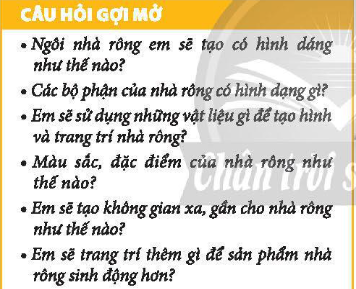 CÂU HỎI GỢI MỞ
• Ngôi nhà rông em sẽ tạo có hình dáng
như thế nào?
• Các bộ phận của nhà rông có hình dạng gì?
• Em sẽ sử dụng những vật liệu gì để tạo hình
và trang trí nhà rông?
• Màu sắc, đặc điểm của nhà rông như
thế nào?
• Em sẽ tạo không gian xa, gần cho nhà rông
như thế nào?
• Em sẽ trang trí thêm gì để sản phẩm nhà
rông sinh động hơn?
Chân trời s